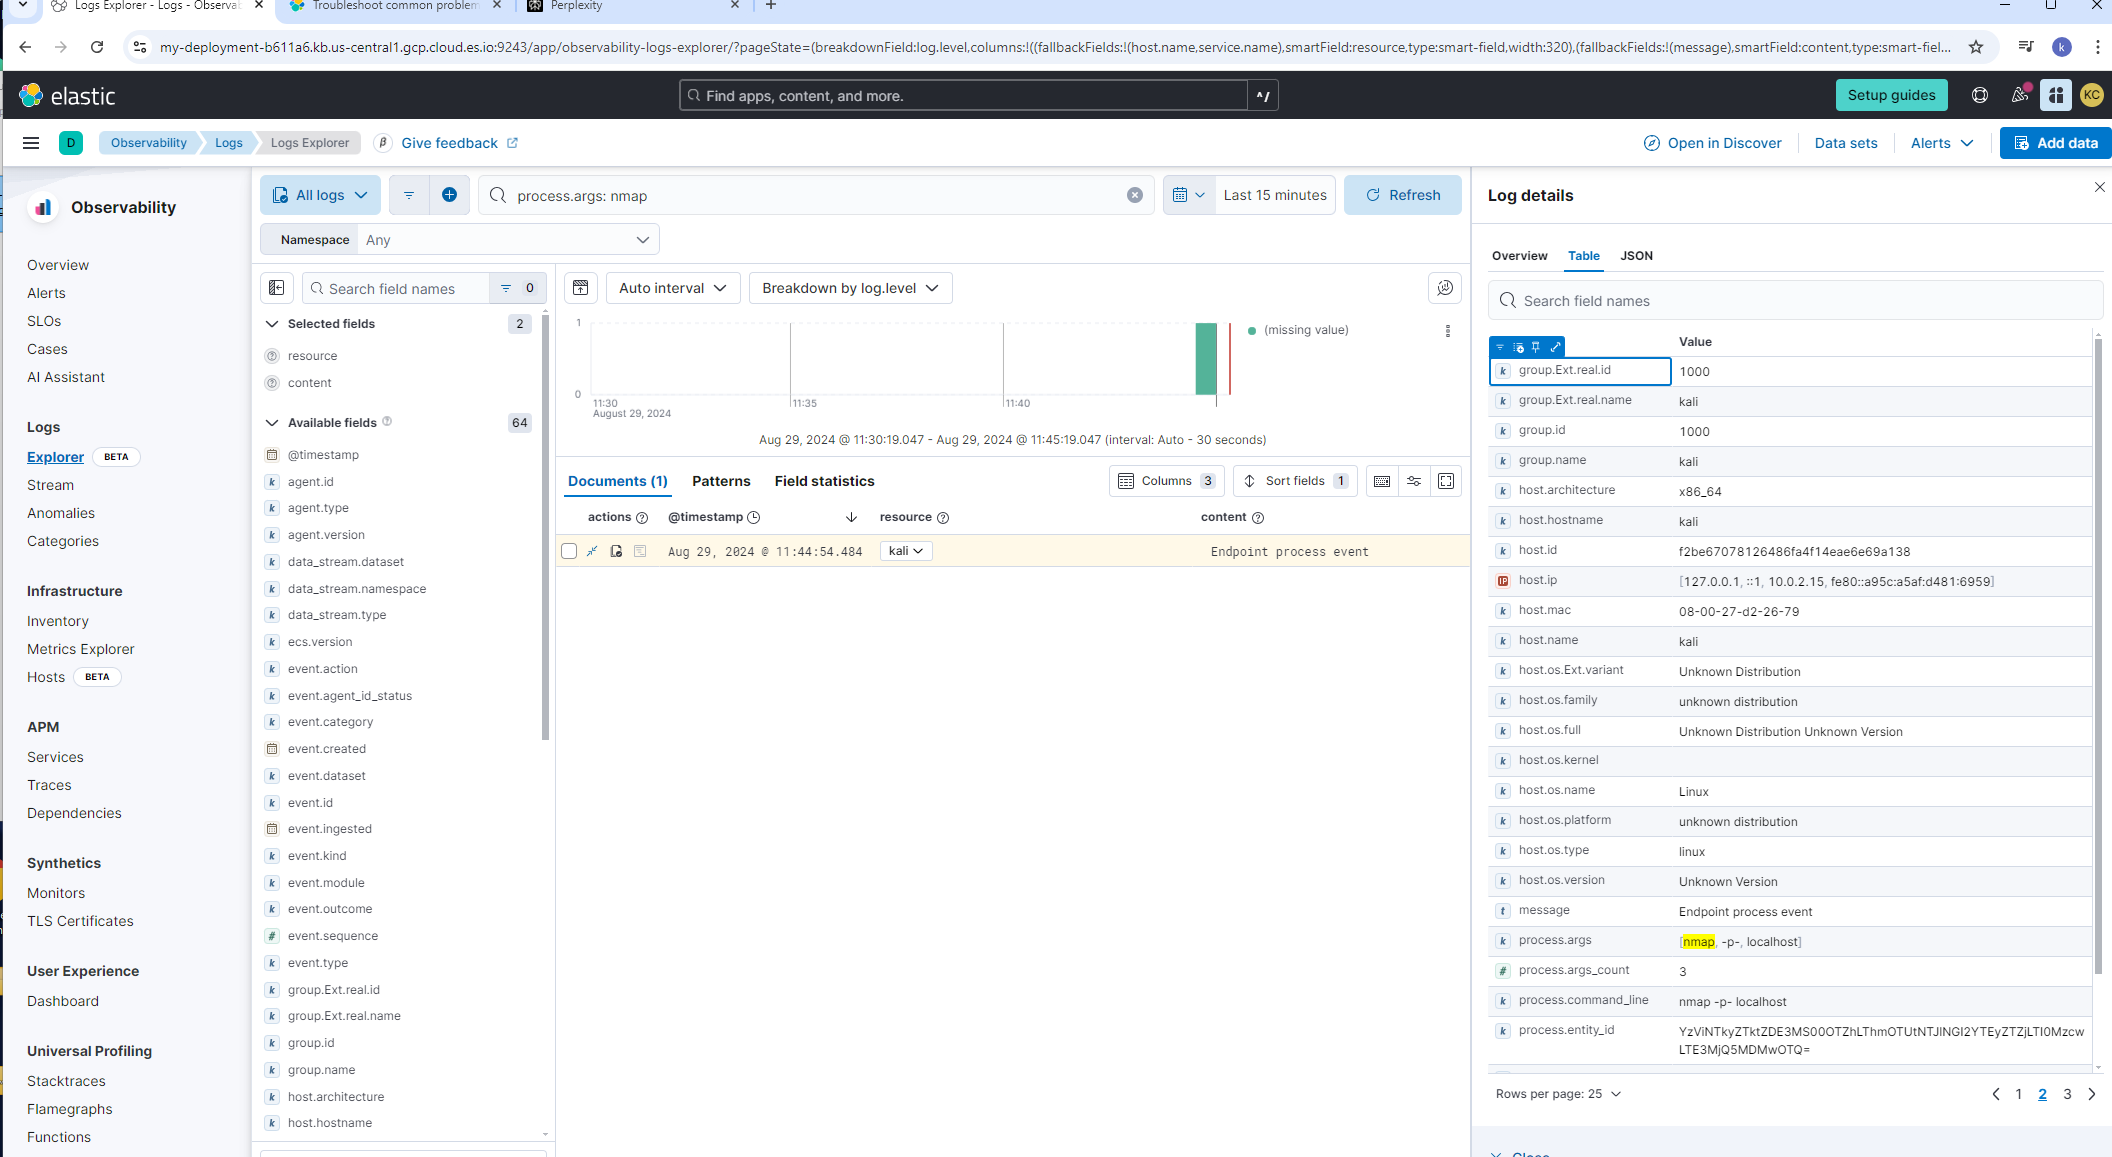 Logs Explorer - Logs - Observab
Troubleshoot common problem
Perplexity
my-deployment-b611a6.kb.us-central1.gcp.cloud.es.io:9243/app/observability-logs-explorer/?pageState=(breakdownField:log.level,columns:!((fallbackFields:!(host.name,service.name),smartField:resource,type:smart-field,width:320),(fallbackFields:!(message),smartField:content,type:smart-fiel...
k
elastic
Find apps, content, and more.
^/
Setup guides
KC
D
Observability
Logs
Logs Explorer
β
Give feedback
Open in Discover
Data sets
Alerts
Add data
Observability
Overview
Alerts
SLOs
Cases
AI Assistant
Logs
Explorer BETA
Stream
Anomalies
Categories
Infrastructure
Inventory
Metrics Explorer
Hosts BETA
APM
Services
Traces
Dependencies
Synthetics
Monitors
TLS Certificates
User Experience
Dashboard
Universal Profiling
Stacktraces
Flamegraphs
Functions
All logs
process.args: nmap
Last 15 minutes
Refresh
Namespace Any
Search field names
0
Selected fields 2
resource
content
Available fields 64
@timestamp
agent.id
agent.type
agent.version
data_stream.dataset
data_stream.namespace
data_stream.type
ecs.version
event.action
event.agent_id_status
event.category
event.created
event.dataset
event.id
event.ingested
event.kind
event.module
event.outcome
event.sequence
event.type
group.Ext.real.id
group.Ext.real.name
group.id
group.name
host.architecture
host.hostname
Auto interval
Breakdown by log.level
1
0
11:30
August 29, 2024
11:35
11:40
(missing value)
Aug 29, 2024 @ 11:30:19.047 - Aug 29, 2024 @ 11:45:19.047 (interval: Auto - 30 seconds)
Documents (1)
Patterns
Field statistics
Columns 3
Sort fields 1
actions
@timestamp
resource
content
Aug 29, 2024 @ 11:44:54.484 kali Endpoint process event
Log details
Overview
Table
JSON
Search field names
Value
group.Ext.real.id 1000
group.Ext.real.name kali
group.id 1000
group.name kali
host.architecture x86_64
host.hostname kali
host.id f2be67078126486fa4f14eae6e69a138
host.ip [127.0.0.1, ::1, 10.0.2.15, fe80::a95c:a5af:d481:6959]
host.mac 08-00-27-d2-26-79
host.name kali
host.os.Ext.variant Unknown Distribution
host.os.family unknown distribution
host.os.full Unknown Distribution Unknown Version
host.os.kernel
host.os.name Linux
host.os.platform unknown distribution
host.os.type linux
host.os.version Unknown Version
message Endpoint process event
process.args [nmap, -p-, localhost]
process.args_count 3
process.command_line nmap -p- localhost
process.entity_id
Rows per page: 25
1 2 3
Close